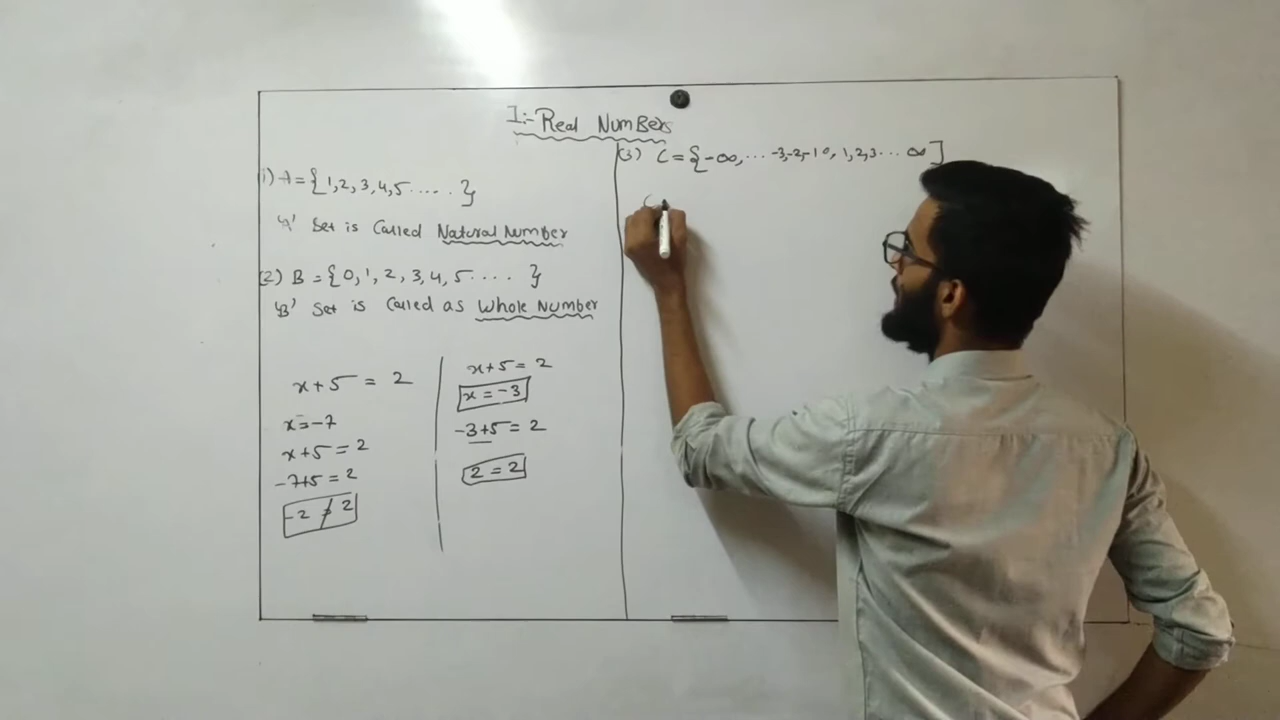 I:- Real Numbers
(1) A = { 1, 2, 3, 4, 5 ..... }
'A' Set is Called Natural Number
(2) B = { 0, 1, 2, 3, 4, 5 .... }
'B' Set is Called as Whole Number
x + 5 = 2
x = -7
x + 5 = 2
-7+5 = 2
-2 ≠ 2
x + 5 = 2
x = -3
-3+5 = 2
2 = 2
(3) C = { -∞, ... -3, -2, -1 0, 1, 2, 3 ... ∞ ]
C